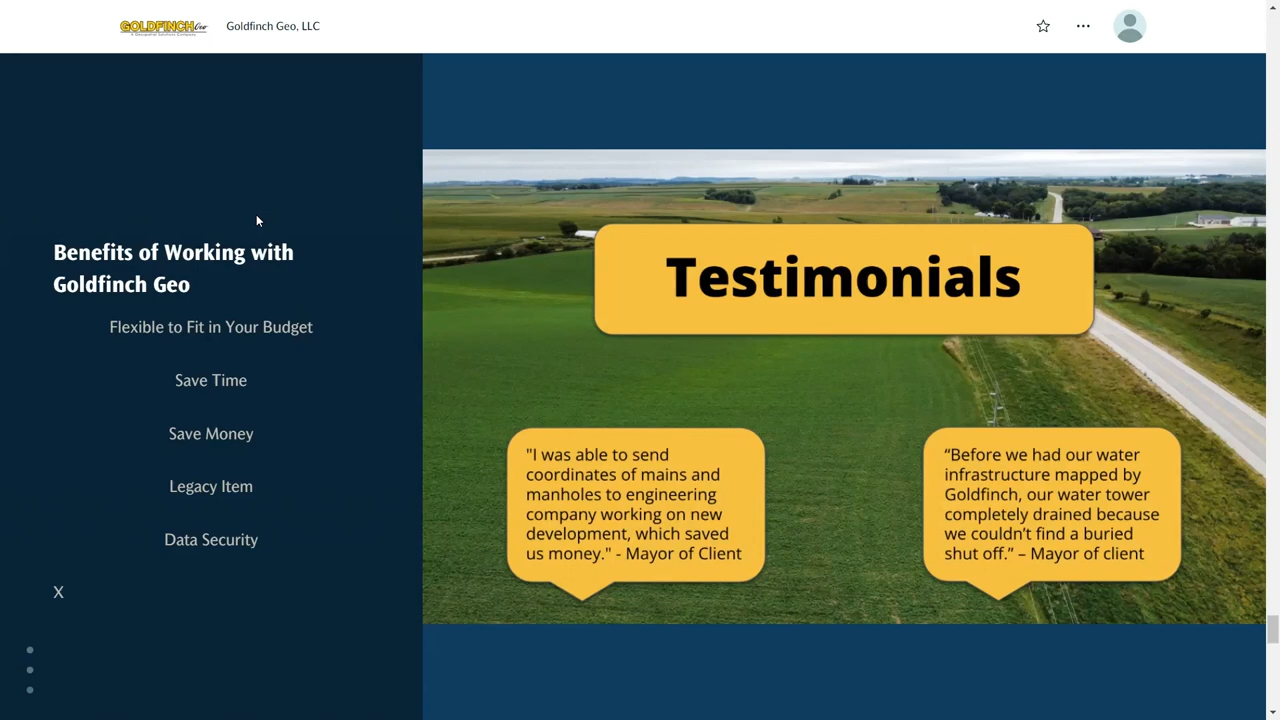 GOLDFINCH Geo
A Geospatial Solutions Company
Goldfinch Geo, LLC
Benefits of Working with
Goldfinch Geo
Flexible to Fit in Your Budget
Save Time
Save Money
Legacy Item
Data Security
X
Testimonials
"I was able to send
coordinates of mains and
manholes to engineering
company working on new
development, which saved
us money." - Mayor of Client
“Before we had our water
infrastructure mapped by
Goldfinch, our water tower
completely drained because
we couldn’t find a buried
shut off.” – Mayor of client